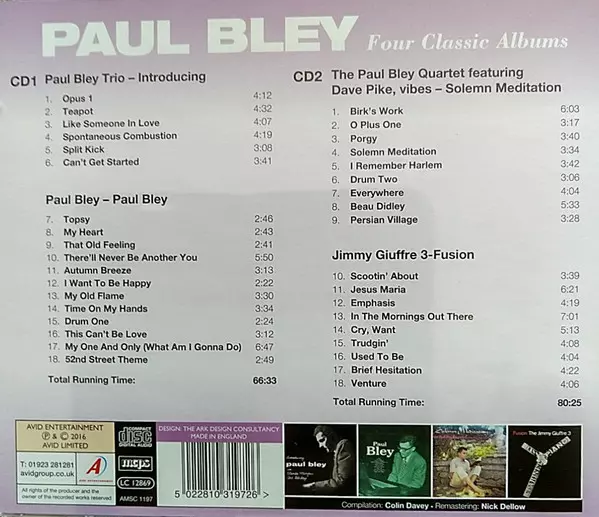 PAUL BLEY Four Classic Albums
CD1 Paul Bley Trio – Introducing
1. Opus 1 4:12
2. Teapot 4:32
3. Like Someone In Love 4:07
4. Spontaneous Combustion 4:19
5. Split Kick 3:08
6. Can't Get Started 3:41
Paul Bley – Paul Bley
7. Topsy 2:46
8. My Heart 2:43
9. That Old Feeling 2:41
10. There'll Never Be Another You 5:50
11. Autumn Breeze 3:13
12. I Want To Be Happy 2:22
13. My Old Flame 3:30
14. Time On My Hands 3:34
15. Drum One 2:24
16. This Can't Be Love 3:12
17. My One And Only (What Am I Gonna Do) 6:47
18. 52nd Street Theme 2:49
Total Running Time: 66:33
CD2 The Paul Bley Quartet featuring
Dave Pike, vibes – Solemn Meditation
1. Birk's Work 6:03
2. O Plus One 3:17
3. Porgy 3:40
4. Solemn Meditation 3:34
5. I Remember Harlem 3:42
6. Drum Two 3:06
7. Everywhere 4:04
8. Beau Didley 5:33
9. Persian Village 3:28
Jimmy Giuffre 3-Fusion
10. Scootin' About 3:39
11. Jesus Maria 6:21
12. Emphasis 4:19
13. In The Mornings Out There 7:01
14. Cry, Want 5:13
15. Trudgin' 4:38
16. Used To Be 4:04
17. Brief Hesitation 4:22
18. Venture 4:06
Total Running Time: 80:25
AVID ENTERTAINMENT
℗ & © 2016
AVID LIMITED
T: 01923 281281
avidgroup.co.uk
All rights of the producer and the
owner of the recorded works reserved.
COMPACT
disc
DIGITAL AUDIO
mcps
LC 12869
AMSC 1197
DESIGN: THE ARK DESIGN CONSULTANCY
MADE IN ENGLAND
5 022810 319726 >
paul bley
Paul
Bley
Fusion The Jimmy Giuffre 3
Compilation: Colin Davey - Remastering: Nick Dellow